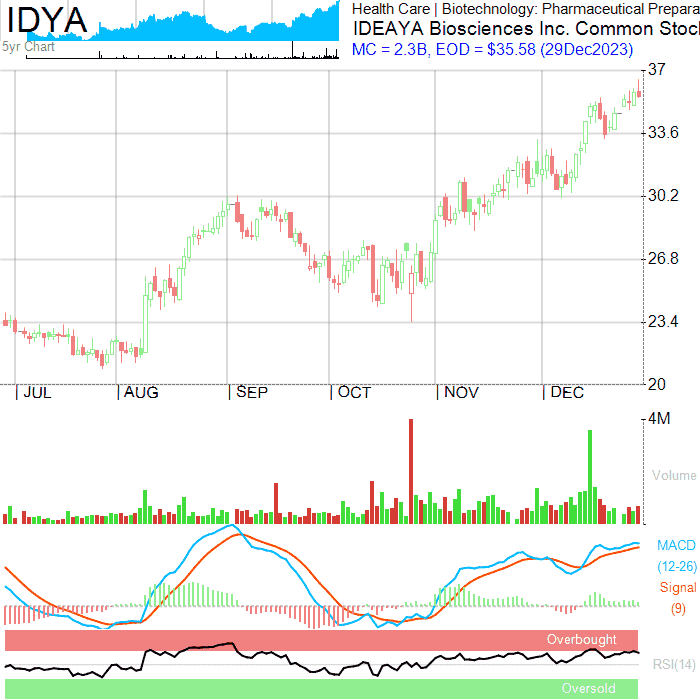 IDYA
5yr Chart
Health Care | Biotechnology: Pharmaceutical Prepara
IDEAYA Biosciences Inc. Common Stoc
MC = 2.3B, EOD = $35.58 (29Dec2023)
37
33.6
30.2
26.8
23.4
20
JUL
AUG
SEP
OCT
NOV
DEC
4M
Volume
MACD
(12-26)
Signal
(9)
Overbought
RSI(14)
Oversold